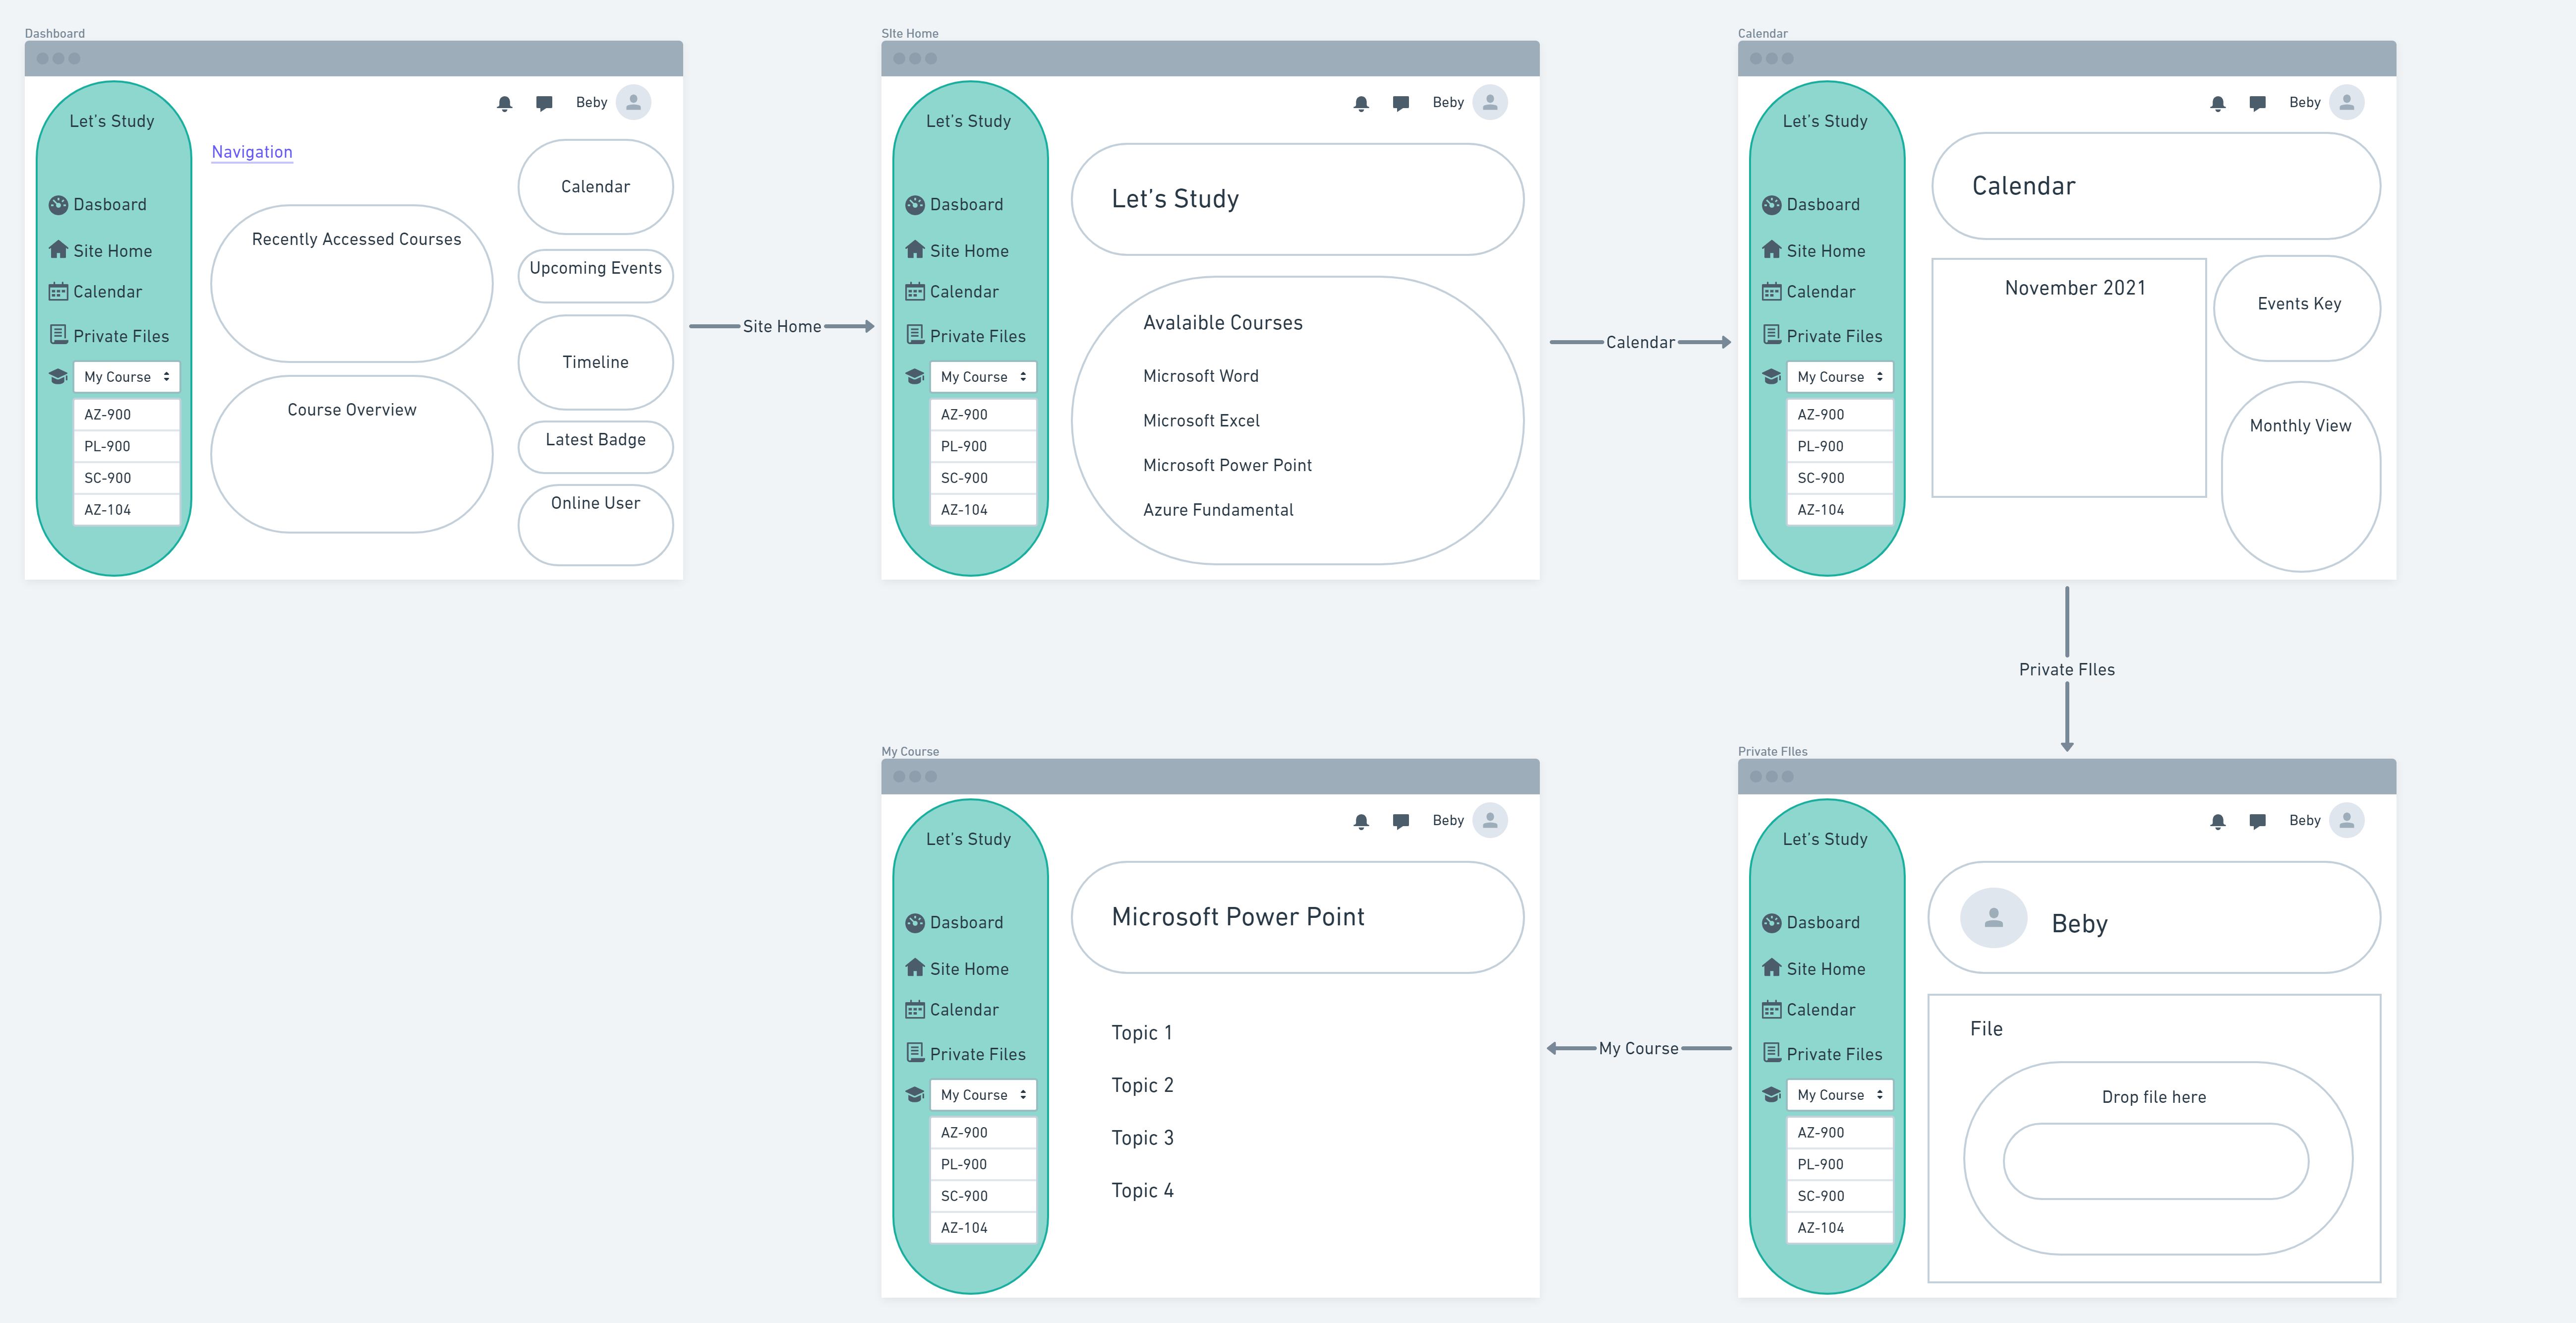 Dashboard
Let's Study
Beby
Navigation
Dasboard
Site Home
Calendar
Private Files
My Course
AZ-900
PL-900
SC-900
AZ-104
Recently Accessed Courses
Course Overview
Calendar
Upcoming Events
Timeline
Latest Badge
Online User
Site Home
SIte Home
Let's Study
Beby
Dasboard
Site Home
Calendar
Private Files
My Course
AZ-900
PL-900
SC-900
AZ-104
Let's Study
Avalaible Courses
Microsoft Word
Microsoft Excel
Microsoft Power Point
Azure Fundamental
Calendar
Calendar
Let's Study
Beby
Dasboard
Site Home
Calendar
Private Files
My Course
AZ-900
PL-900
SC-900
AZ-104
Calendar
November 2021
Events Key
Monthly View
Private FIles
Private FIles
Let's Study
Beby
Dasboard
Site Home
Calendar
Private Files
My Course
AZ-900
PL-900
SC-900
AZ-104
Beby
File
Drop file here
My Course
My Course
Let's Study
Beby
Dasboard
Site Home
Calendar
Private Files
My Course
AZ-900
PL-900
SC-900
AZ-104
Microsoft Power Point
Topic 1
Topic 2
Topic 3
Topic 4